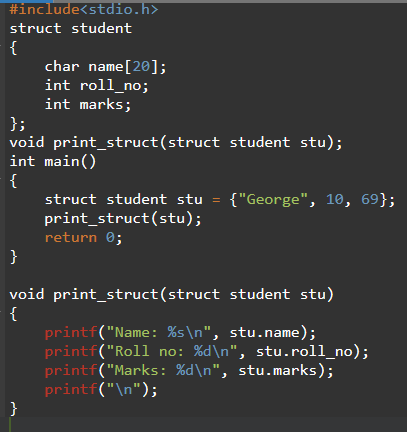 #include<stdio.h>
struct student
{
    char name[20];
    int roll_no;
    int marks;
};
void print_struct(struct student stu);
int main()
{
    struct student stu = {"George", 10, 69};
    print_struct(stu);
    return 0;
}

void print_struct(struct student stu)
{
    printf("Name: %s\n", stu.name);
    printf("Roll no: %d\n", stu.roll_no);
    printf("Marks: %d\n", stu.marks);
    printf("\n");
}